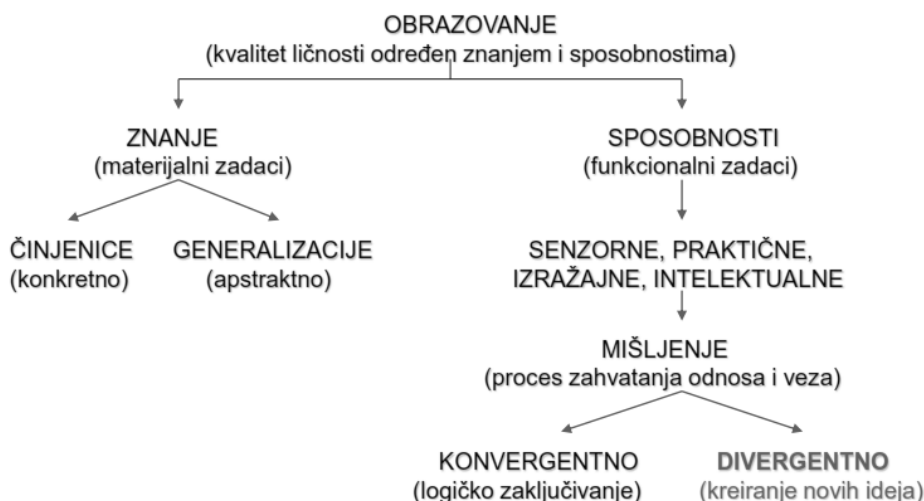 OBRAZOVANJE
(kvalitet ličnosti određen znanjem i sposobnostima)
ZNANJE
(materijalni zadaci)
SPOSOBNOSTI
(funkcionalni zadaci)
ČINJENICE
(konkretno)
GENERALIZACIJE
(apstraktno)
SENZORNE, PRAKTIČNE,
IZRAŽAJNE, INTELEKTUALNE
MIŠLJENJE
(proces zahvatanja odnosa i veza)
KONVERGENTNO
(logičko zaključivanje)
DIVERGENTNO
(kreiranje novih ideja)